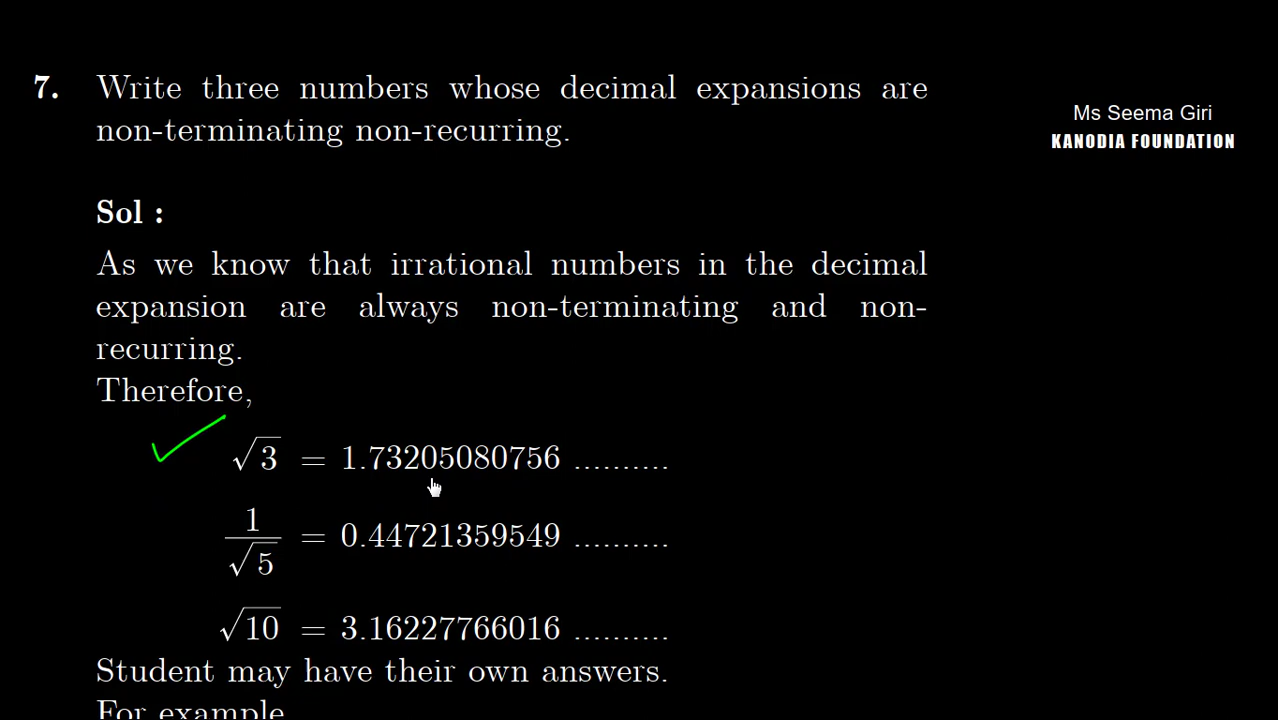 7. Write three numbers whose decimal expansions are
non-terminating non-recurring.
Ms Seema Giri
KANODIA FOUNDATION
Sol :
As we know that irrational numbers in the decimal
expansion are always non-terminating and non-
recurring.
Therefore,
√3 = 1.73205080756 ..........
1/√5 = 0.44721359549 ..........
√10 = 3.16227766016 ..........
Student may have their own answers.
For example